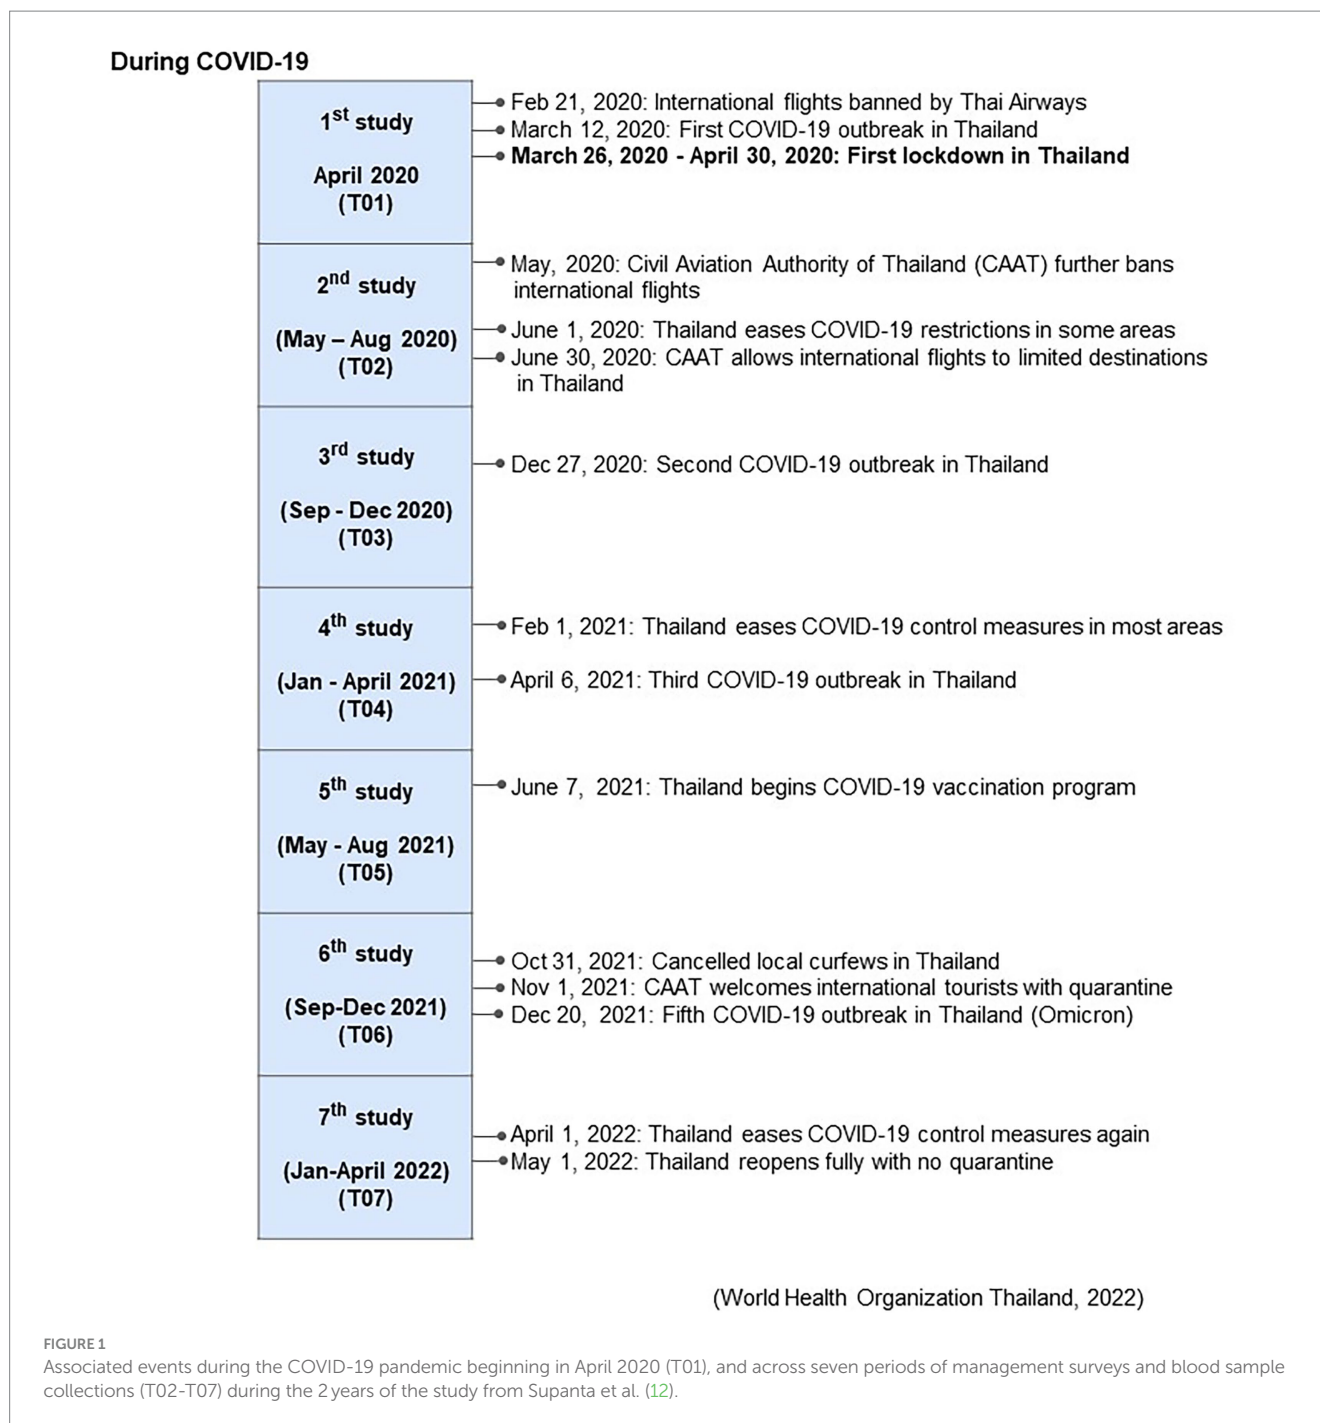 During COVID-19
1st study
April 2020
(T01)
Feb 21, 2020: International flights banned by Thai Airways
March 12, 2020: First COVID-19 outbreak in Thailand
March 26, 2020 - April 30, 2020: First lockdown in Thailand
2nd study
(May – Aug 2020)
(T02)
May, 2020: Civil Aviation Authority of Thailand (CAAT) further bans
international flights
June 1, 2020: Thailand eases COVID-19 restrictions in some areas
June 30, 2020: CAAT allows international flights to limited destinations
in Thailand
3rd study
(Sep - Dec 2020)
(T03)
Dec 27, 2020: Second COVID-19 outbreak in Thailand
4th study
(Jan - April 2021)
(T04)
Feb 1, 2021: Thailand eases COVID-19 control measures in most areas
April 6, 2021: Third COVID-19 outbreak in Thailand
5th study
(May - Aug 2021)
(T05)
June 7, 2021: Thailand begins COVID-19 vaccination program
6th study
(Sep-Dec 2021)
(T06)
Oct 31, 2021: Cancelled local curfews in Thailand
Nov 1, 2021: CAAT welcomes international tourists with quarantine
Dec 20, 2021: Fifth COVID-19 outbreak in Thailand (Omicron)
7th study
(Jan-April 2022)
(T07)
April 1, 2022: Thailand eases COVID-19 control measures again
May 1, 2022: Thailand reopens fully with no quarantine
(World Health Organization Thailand, 2022)
FIGURE 1
Associated events during the COVID-19 pandemic beginning in April 2020 (T01), and across seven periods of management surveys and blood sample
collections (T02-T07) during the 2 years of the study from Supanta et al. (12).